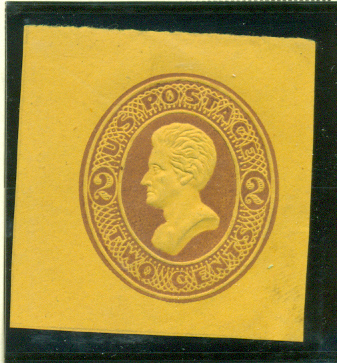 U.S. POSTAGE
2 2
TWO CENTS